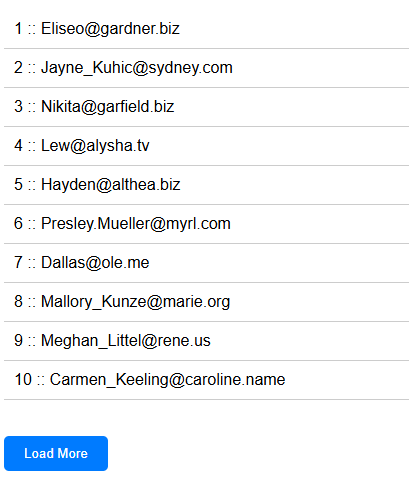 1 :: Eliseo@gardner.biz
2 :: Jayne_Kuhic@sydney.com
3 :: Nikita@garfield.biz
4 :: Lew@alysha.tv
5 :: Hayden@althea.biz
6 :: Presley.Mueller@myrl.com
7 :: Dallas@ole.me
8 :: Mallory_Kunze@marie.org
9 :: Meghan_Littel@rene.us
10 :: Carmen_Keeling@caroline.name
Load More